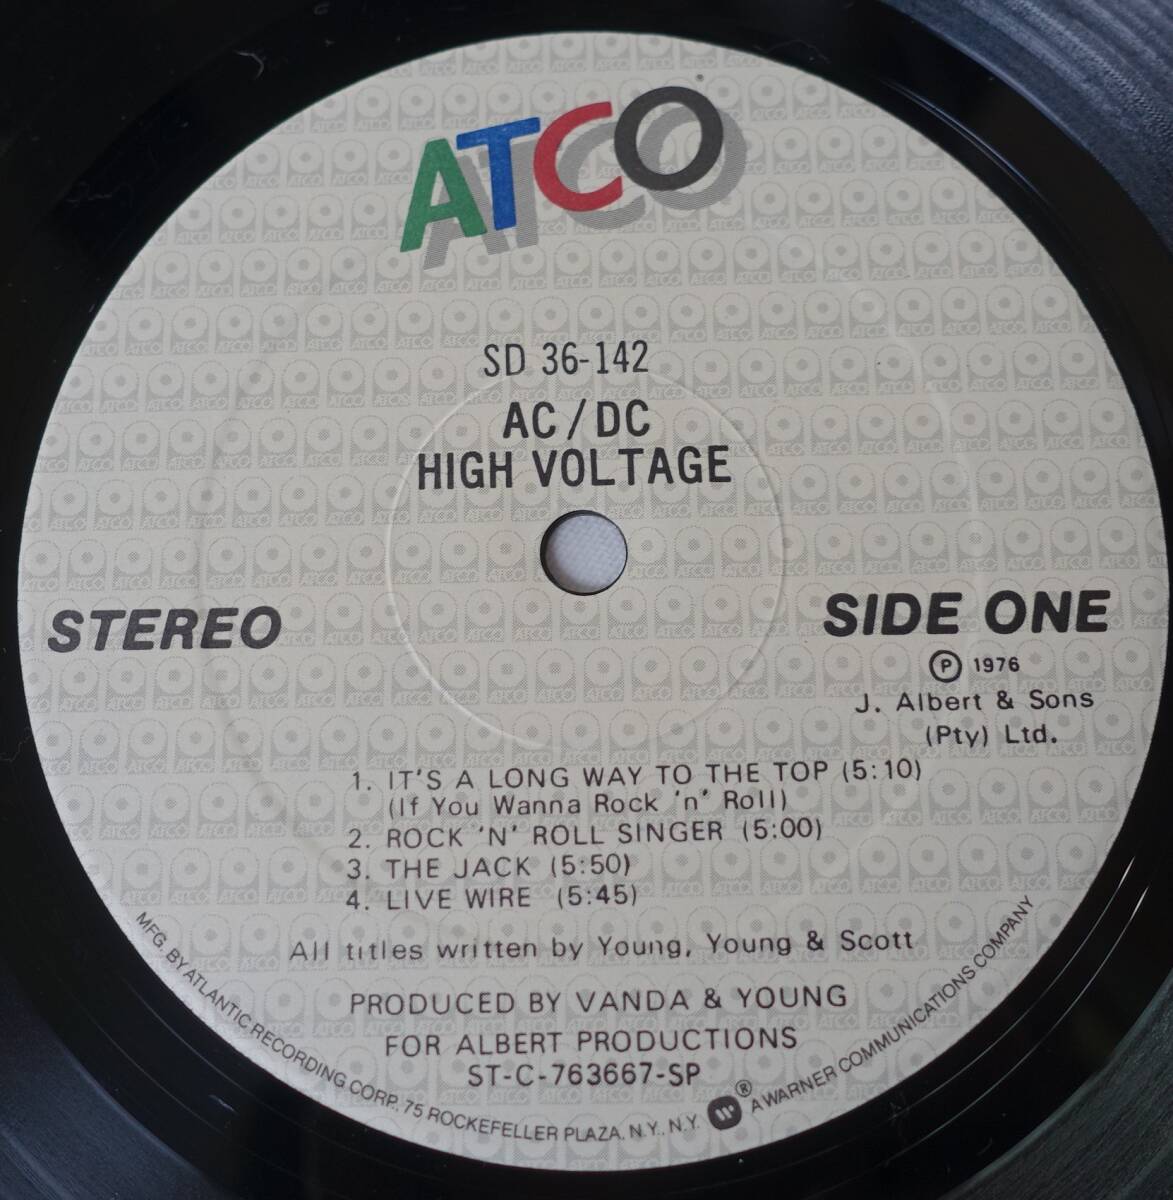 ATCO
SD 36-142
AC/DC
HIGH VOLTAGE
STEREO
SIDE ONE
Ⓟ 1976
J. Albert & Sons
(Pty) Ltd.
1. IT'S A LONG WAY TO THE TOP (5:10)
(If You Wanna Rock 'n' Roll)
2. ROCK 'N' ROLL SINGER (5:00)
3. THE JACK (5:50)
4. LIVE WIRE (5:45)
All titles written by Young, Young & Scott
PRODUCED BY VANDA & YOUNG
FOR ALBERT PRODUCTIONS
ST-C-763667-SP
MFG. BY ATLANTIC RECORDING CORP., 75 ROCKEFELLER PLAZA, N.Y., N.Y. ® A WARNER COMMUNICATIONS COMPANY